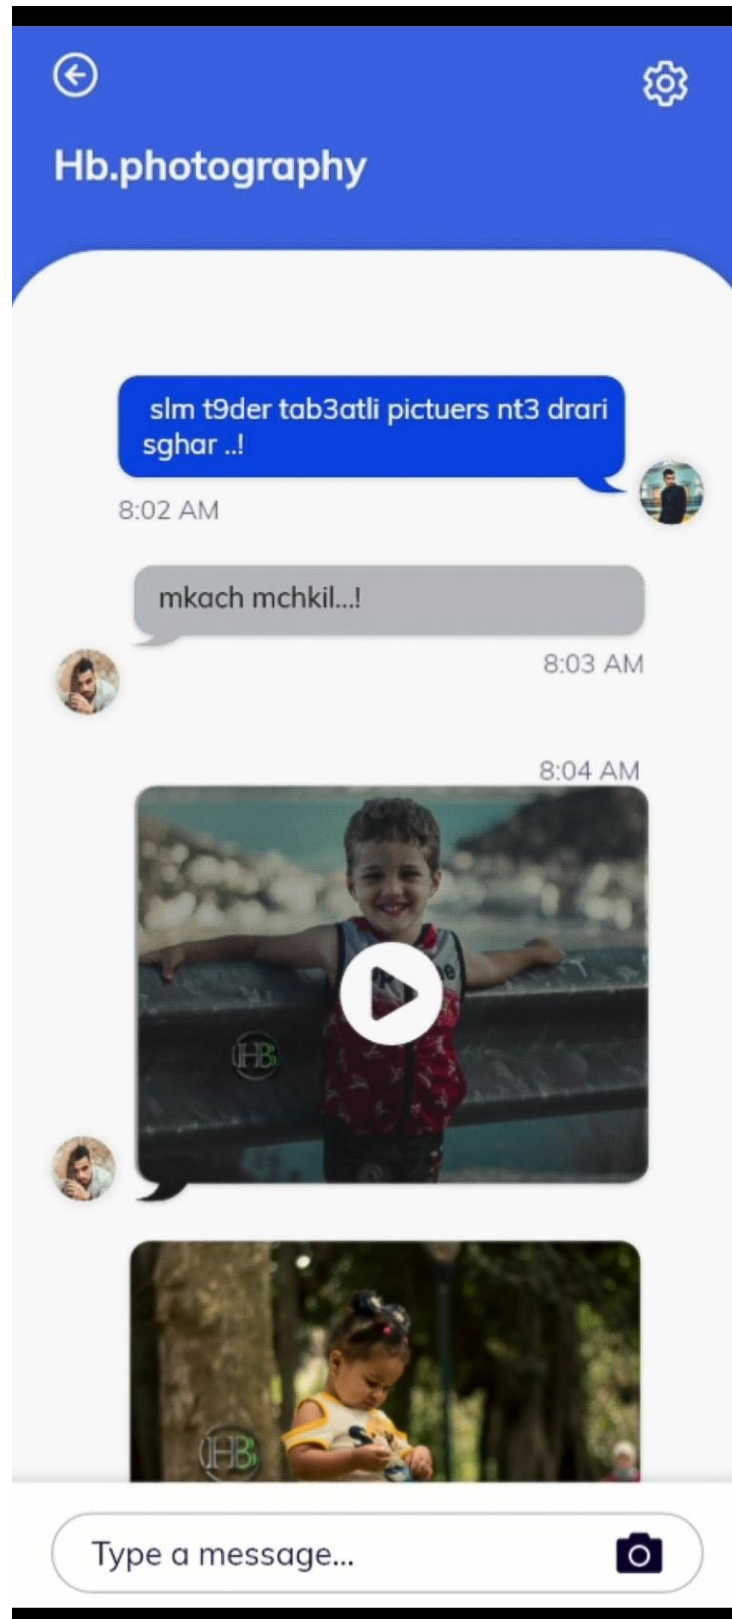 Hb.photography
slm t9der tab3atli pictuers nt3 drari
sghar ..!
8:02 AM
mkach mchkil...!
8:03 AM
8:04 AM
HB
HB
Type a message...